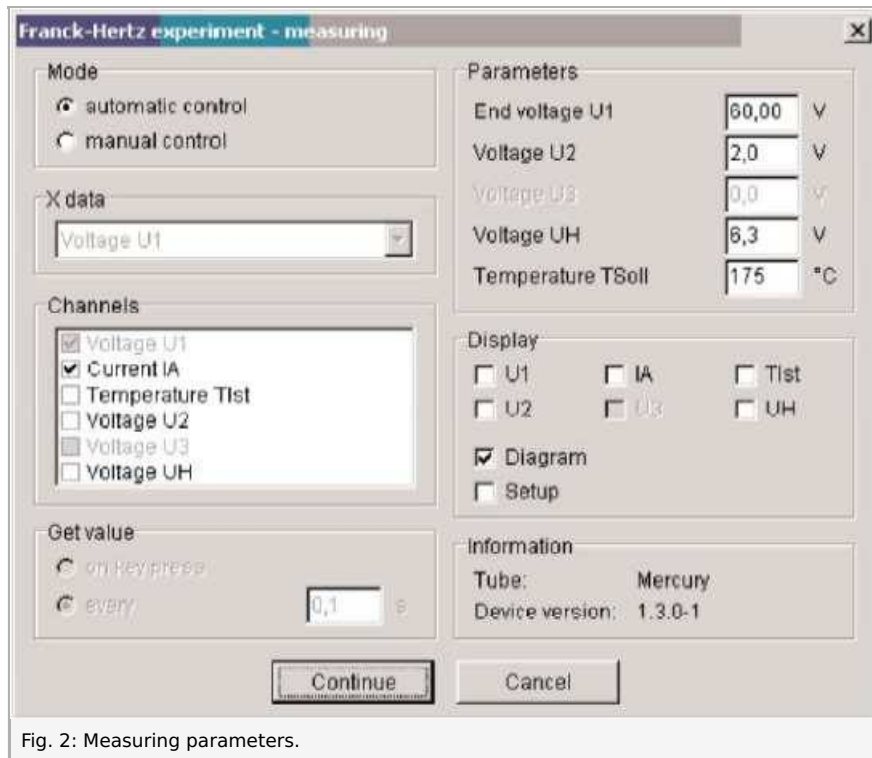 Franck-Hertz experiment - measuring
Mode
automatic control
manual control
X data
Voltage U1
Channels
Voltage U1
Current IA
Temperature TIst
Voltage U2
Voltage U3
Voltage UH
Get value
on key press
every 0,1 s
Parameters
End voltage U1 60,00 V
Voltage U2 2,0 V
Voltage U3 0,0 V
Voltage UH 6,3 V
Temperature TSoll 175 °C
Display
U1 IA TIst
U2 U3 UH
Diagram
Setup
Information
Tube: Mercury
Device version: 1.3.0-1
Continue Cancel
Fig. 2: Measuring parameters.